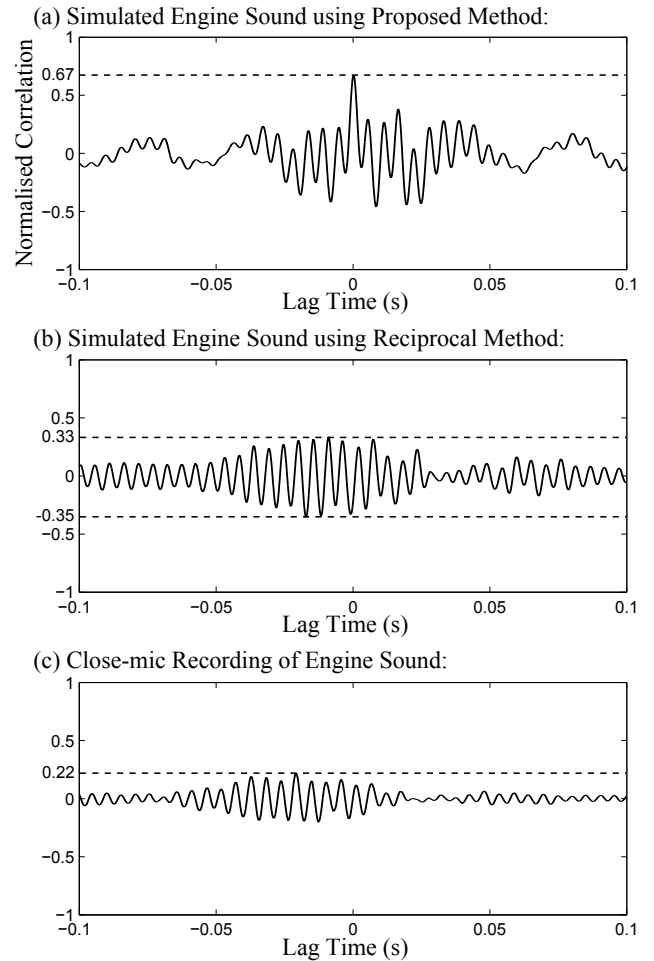 (a) Simulated Engine Sound using Proposed Method:
1
0.67
0.5
0
−0.5
−1
Normalised Correlation
−0.1 −0.05 0 0.05 0.1
Lag Time (s)
(b) Simulated Engine Sound using Reciprocal Method:
1
0.5
0.33
0
-0.35
−0.5
−1
−0.1 −0.05 0 0.05 0.1
Lag Time (s)
(c) Close-mic Recording of Engine Sound:
1
0.5
0.22
0
−0.5
−1
−0.1 −0.05 0 0.05 0.1
Lag Time (s)